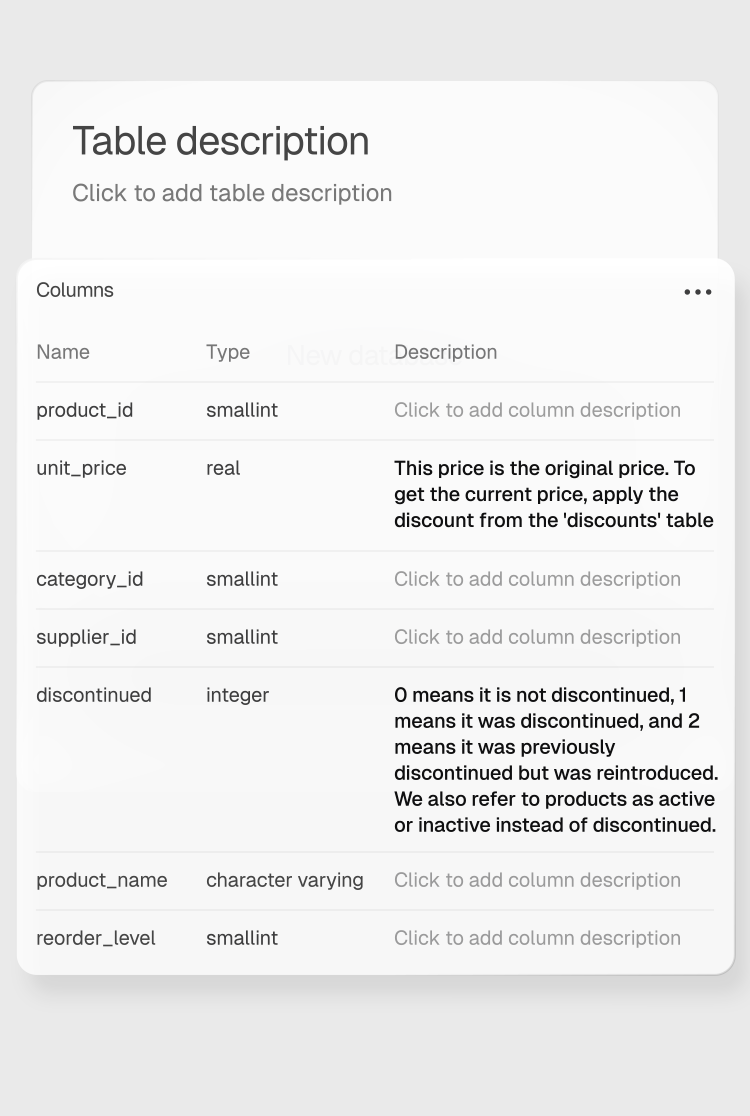 Table description
Click to add table description
Columns
New data
Name Type Description
product_id smallint Click to add column description
unit_price real This price is the original price. To
get the current price, apply the
discount from the 'discounts' table
category_id smallint Click to add column description
supplier_id smallint Click to add column description
discontinued integer 0 means it is not discontinued, 1
means it was discontinued, and 2
means it was previously
discontinued but was reintroduced.
We also refer to products as active
or inactive instead of discontinued.
product_name character varying Click to add column description
reorder_level smallint Click to add column description